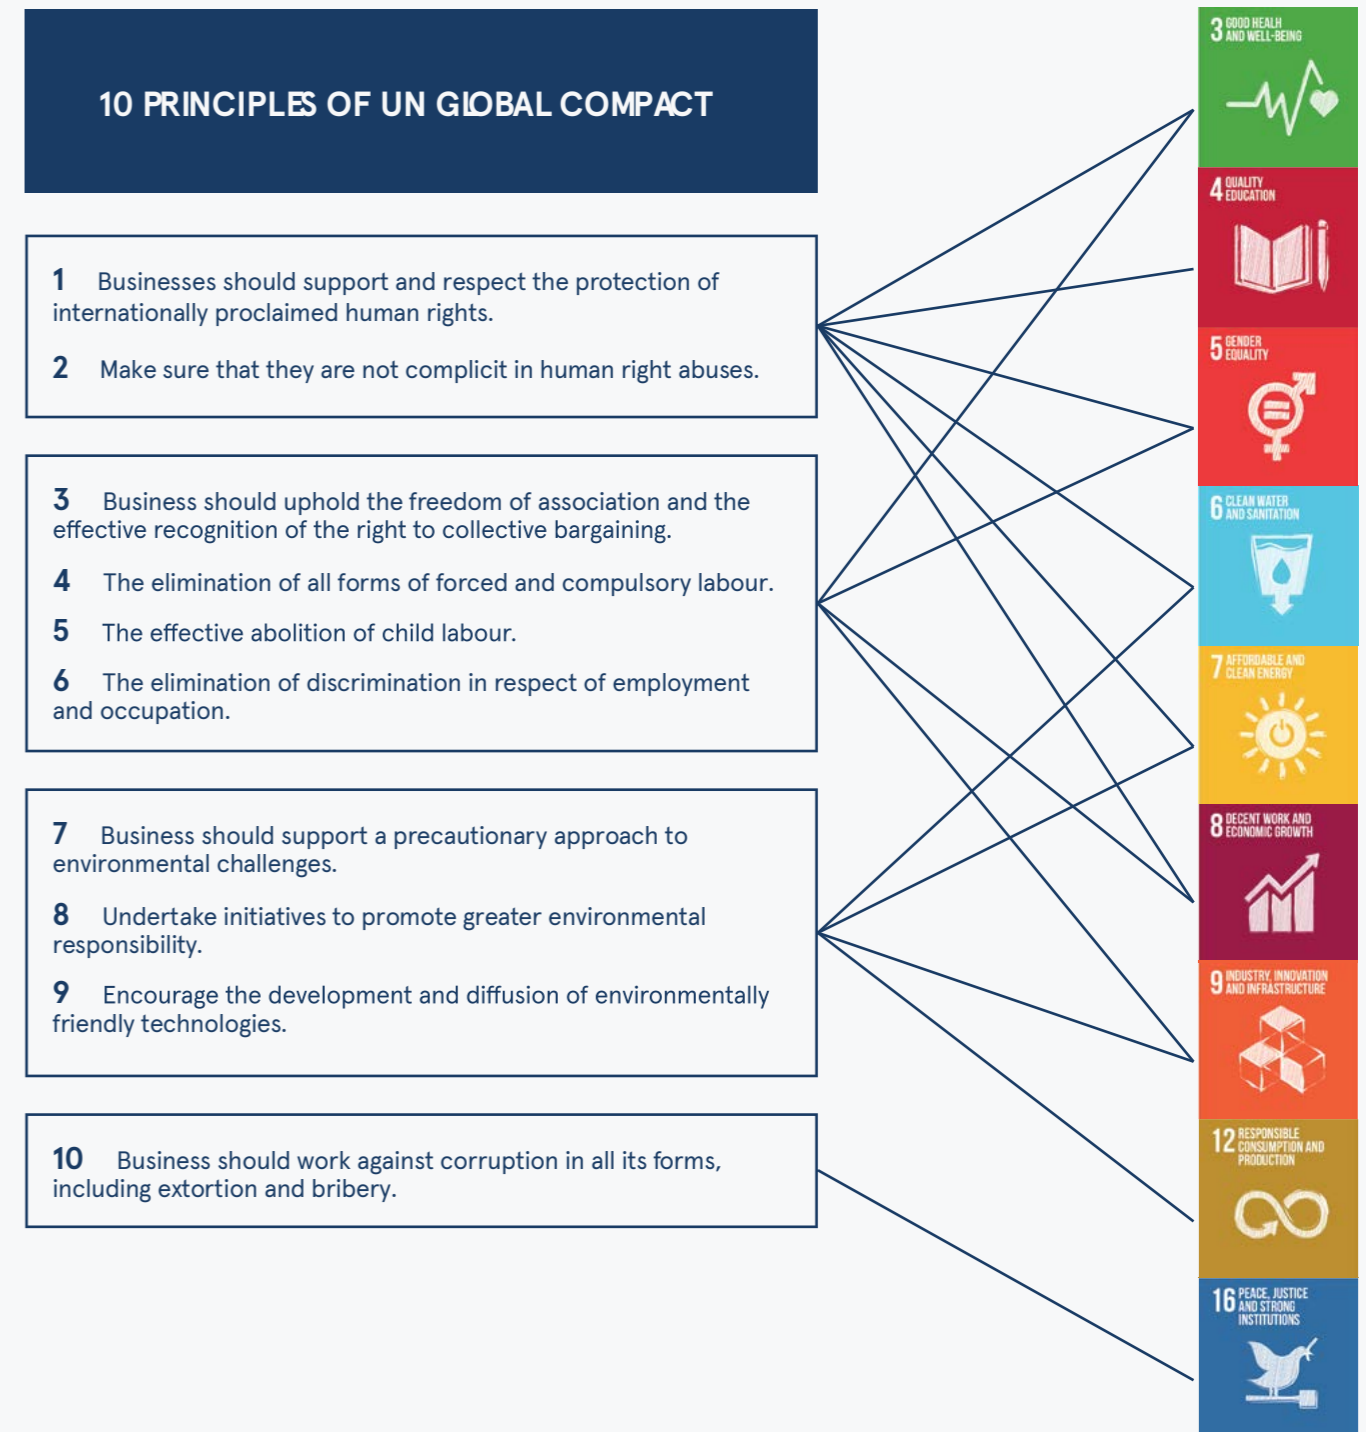 10 PRINCIPLES OF UN GLOBAL COMPACT
1 Businesses should support and respect the protection of
internationally proclaimed human rights.
2 Make sure that they are not complicit in human right abuses.
3 Business should uphold the freedom of association and the
effective recognition of the right to collective bargaining.
4 The elimination of all forms of forced and compulsory labour.
5 The effective abolition of child labour.
6 The elimination of discrimination in respect of employment
and occupation.
7 Business should support a precautionary approach to
environmental challenges.
8 Undertake initiatives to promote greater environmental
responsibility.
9 Encourage the development and diffusion of environmentally
friendly technologies.
10 Business should work against corruption in all its forms,
including extortion and bribery.
3 GOOD HEALH
AND WELL-BEING
4 QUALITY
EDUCATION
5 GENDER
EQUALITY
6 CLEAN WATER
AND SANITATION
7 AFFORDABLE AND
CLEAN ENERGY
8 DECENT WORK AND
ECONOMIC GROWTH
9 INDUSTRY, INNOVATION
AND INFRASTRUCTURE
12 RESPONSIBLE
CONSUMPTION AND
PRODUCTION
16 PEACE, JUSTICE
AND STRONG
INSTITUTIONS